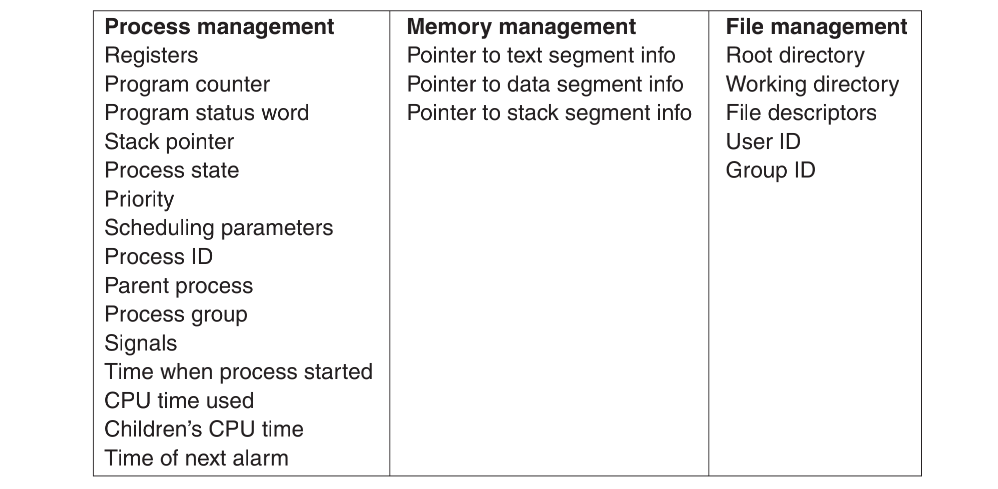 Process management
Registers
Program counter
Program status word
Stack pointer
Process state
Priority
Scheduling parameters
Process ID
Parent process
Process group
Signals
Time when process started
CPU time used
Children's CPU time
Time of next alarm
Memory management
Pointer to text segment info
Pointer to data segment info
Pointer to stack segment info
File management
Root directory
Working directory
File descriptors
User ID
Group ID